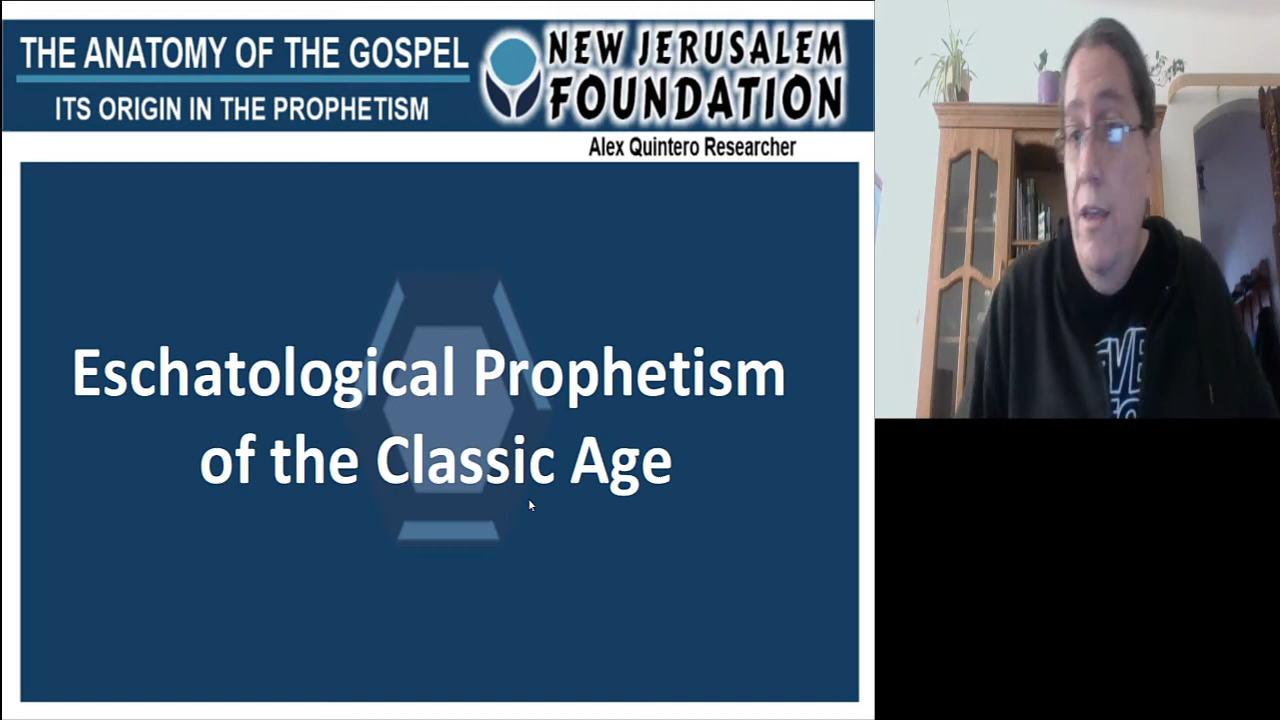 THE ANATOMY OF THE GOSPEL
ITS ORIGIN IN THE PROPHETISM
NEW JERUSALEM
FOUNDATION
Alex Quintero Researcher
Eschatological Prophetism
of the Classic Age